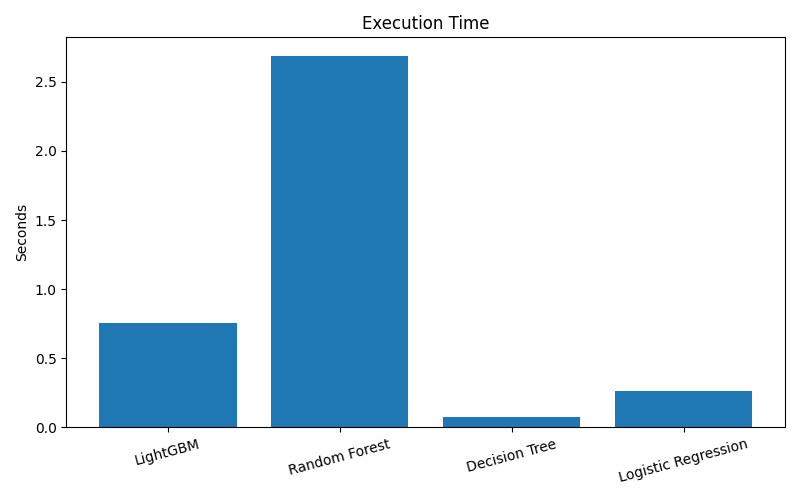 Execution Time
Seconds
2.5
2.0
1.5
1.0
0.5
0.0
LightGBM
Random Forest
Decision Tree
Logistic Regression